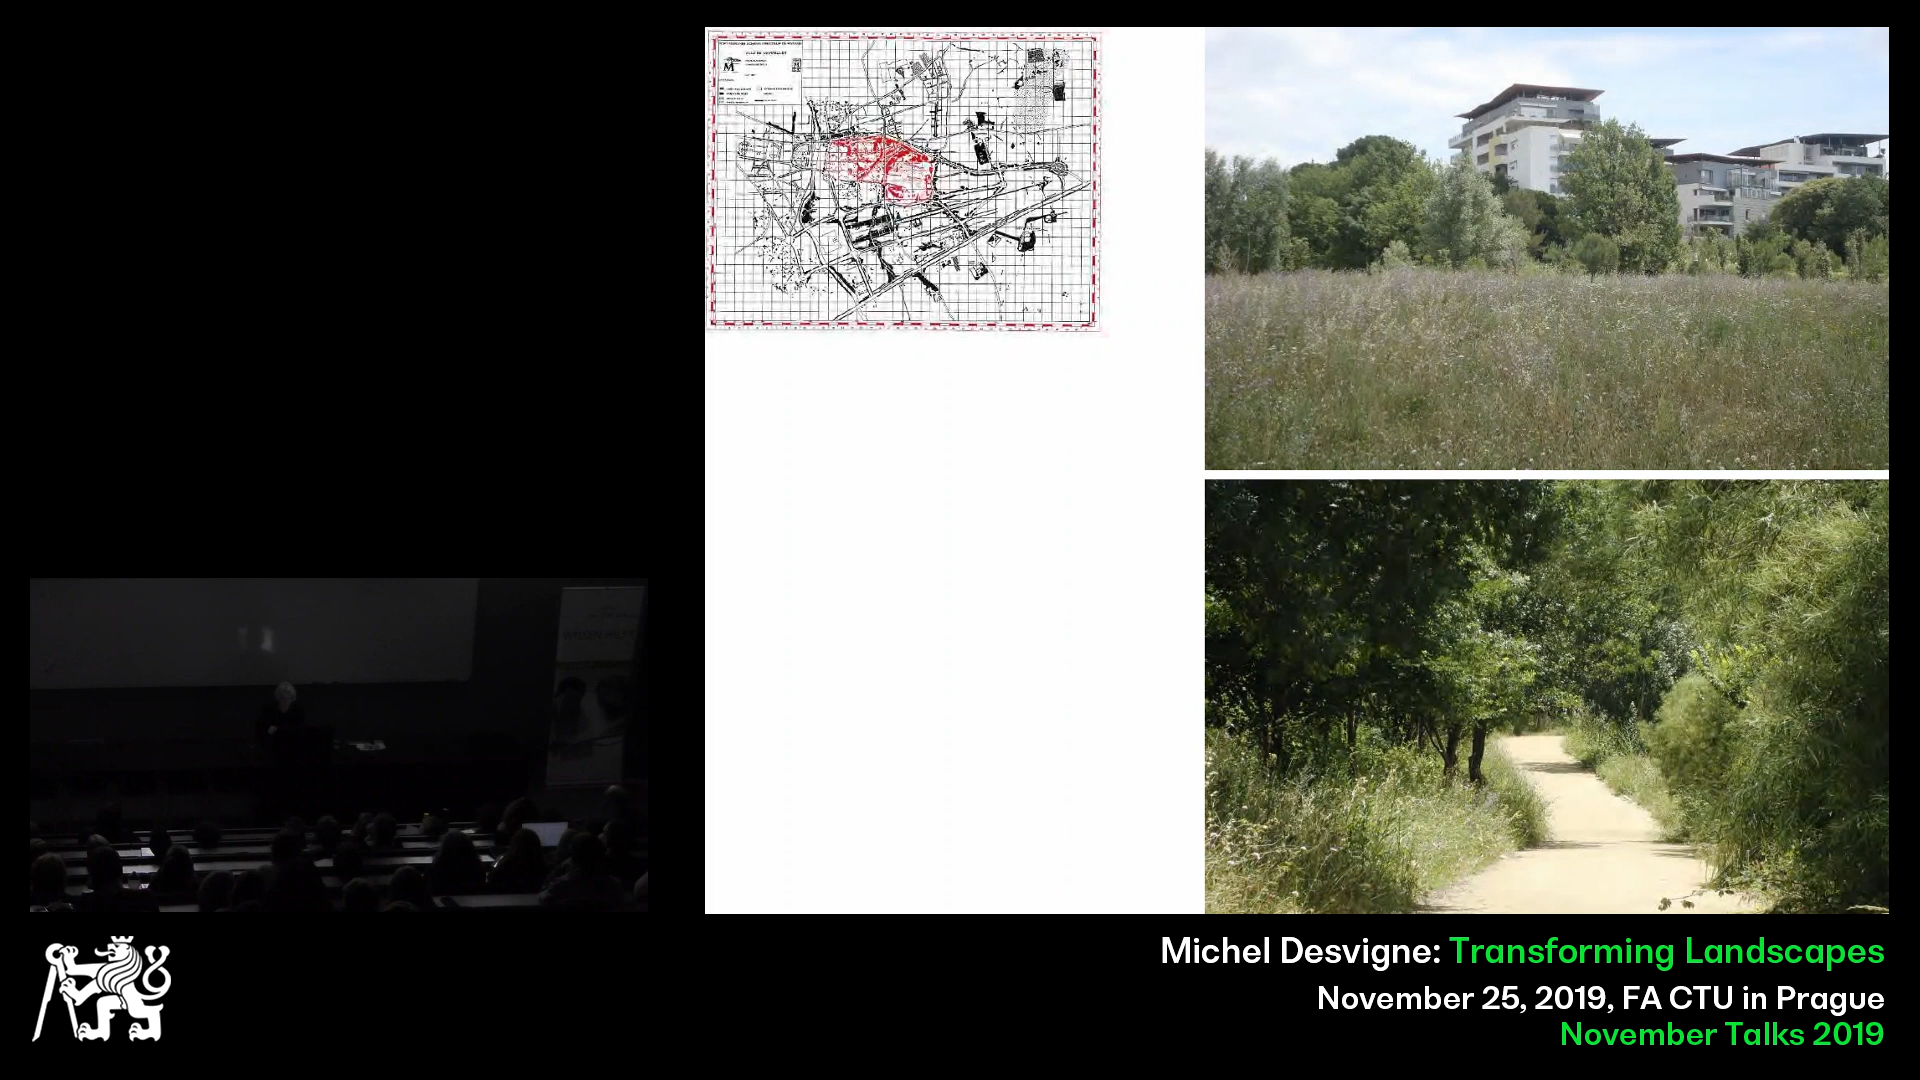 Michel Desvigne: Transforming Landscapes
November 25, 2019, FA CTU in Prague
November Talks 2019